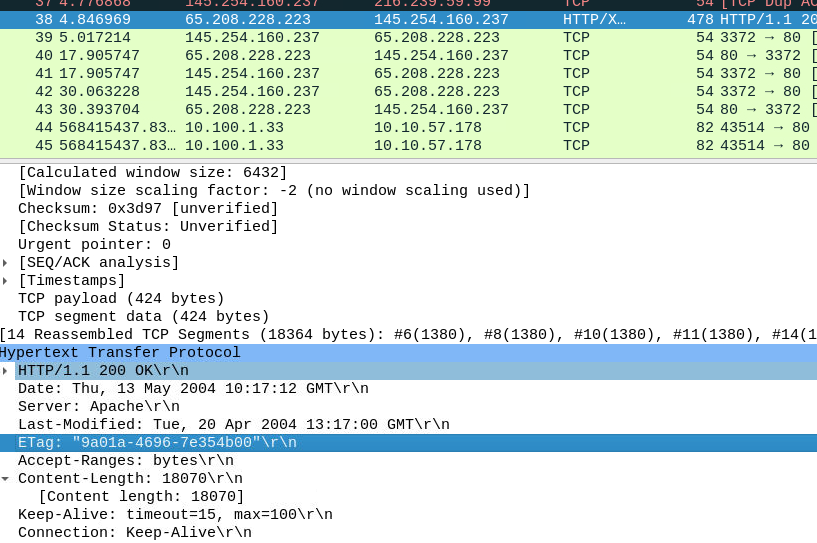 37 4.776868 145.254.160.237 216.239.59.99 TCP 54 [TCP Dup AC
38 4.846969 65.208.228.223 145.254.160.237 HTTP/X… 478 HTTP/1.1 20
39 5.017214 145.254.160.237 65.208.228.223 TCP 54 3372 → 80 [
40 17.905747 65.208.228.223 145.254.160.237 TCP 54 80 → 3372 [
41 17.905747 145.254.160.237 65.208.228.223 TCP 54 3372 → 80 [
42 30.063228 145.254.160.237 65.208.228.223 TCP 54 3372 → 80 [
43 30.393704 65.208.228.223 145.254.160.237 TCP 54 80 → 3372 [
44 568415437.83… 10.100.1.33 10.10.57.178 TCP 82 43514 → 80
45 568415437.83… 10.100.1.33 10.10.57.178 TCP 82 43514 → 80
[Calculated window size: 6432]
[Window size scaling factor: -2 (no window scaling used)]
Checksum: 0x3d97 [unverified]
[Checksum Status: Unverified]
Urgent pointer: 0
[SEQ/ACK analysis]
[Timestamps]
TCP payload (424 bytes)
TCP segment data (424 bytes)
[14 Reassembled TCP Segments (18364 bytes): #6(1380), #8(1380), #10(1380), #11(1380), #14(1
Hypertext Transfer Protocol
HTTP/1.1 200 OK\r\n
Date: Thu, 13 May 2004 10:17:12 GMT\r\n
Server: Apache\r\n
Last-Modified: Tue, 20 Apr 2004 13:17:00 GMT\r\n
ETag: "9a01a-4696-7e354b00"\r\n
Accept-Ranges: bytes\r\n
Content-Length: 18070\r\n
[Content length: 18070]
Keep-Alive: timeout=15, max=100\r\n
Connection: Keep-Alive\r\n